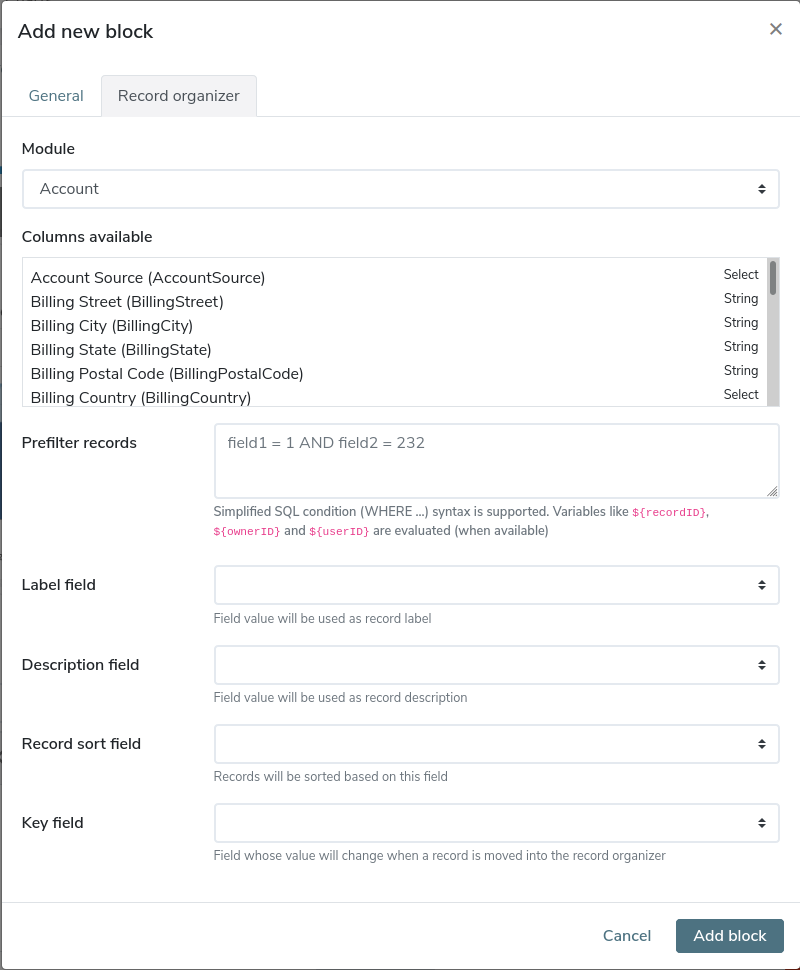 Add new block
General
Record organizer
Module
Account
Columns available
Account Source (AccountSource) Select
Billing Street (BillingStreet) String
Billing City (BillingCity) String
Billing State (BillingState) String
Billing Postal Code (BillingPostalCode) String
Billing Country (BillingCountry) Select
Prefilter records
field1 = 1 AND field2 = 232
Simplified SQL condition (WHERE ...) syntax is supported. Variables like ${recordID},
${ownerID} and ${userID} are evaluated (when available)
Label field
Field value will be used as record label
Description field
Field value will be used as record description
Record sort field
Records will be sorted based on this field
Key field
Field whose value will change when a record is moved into the record organizer
Cancel
Add block